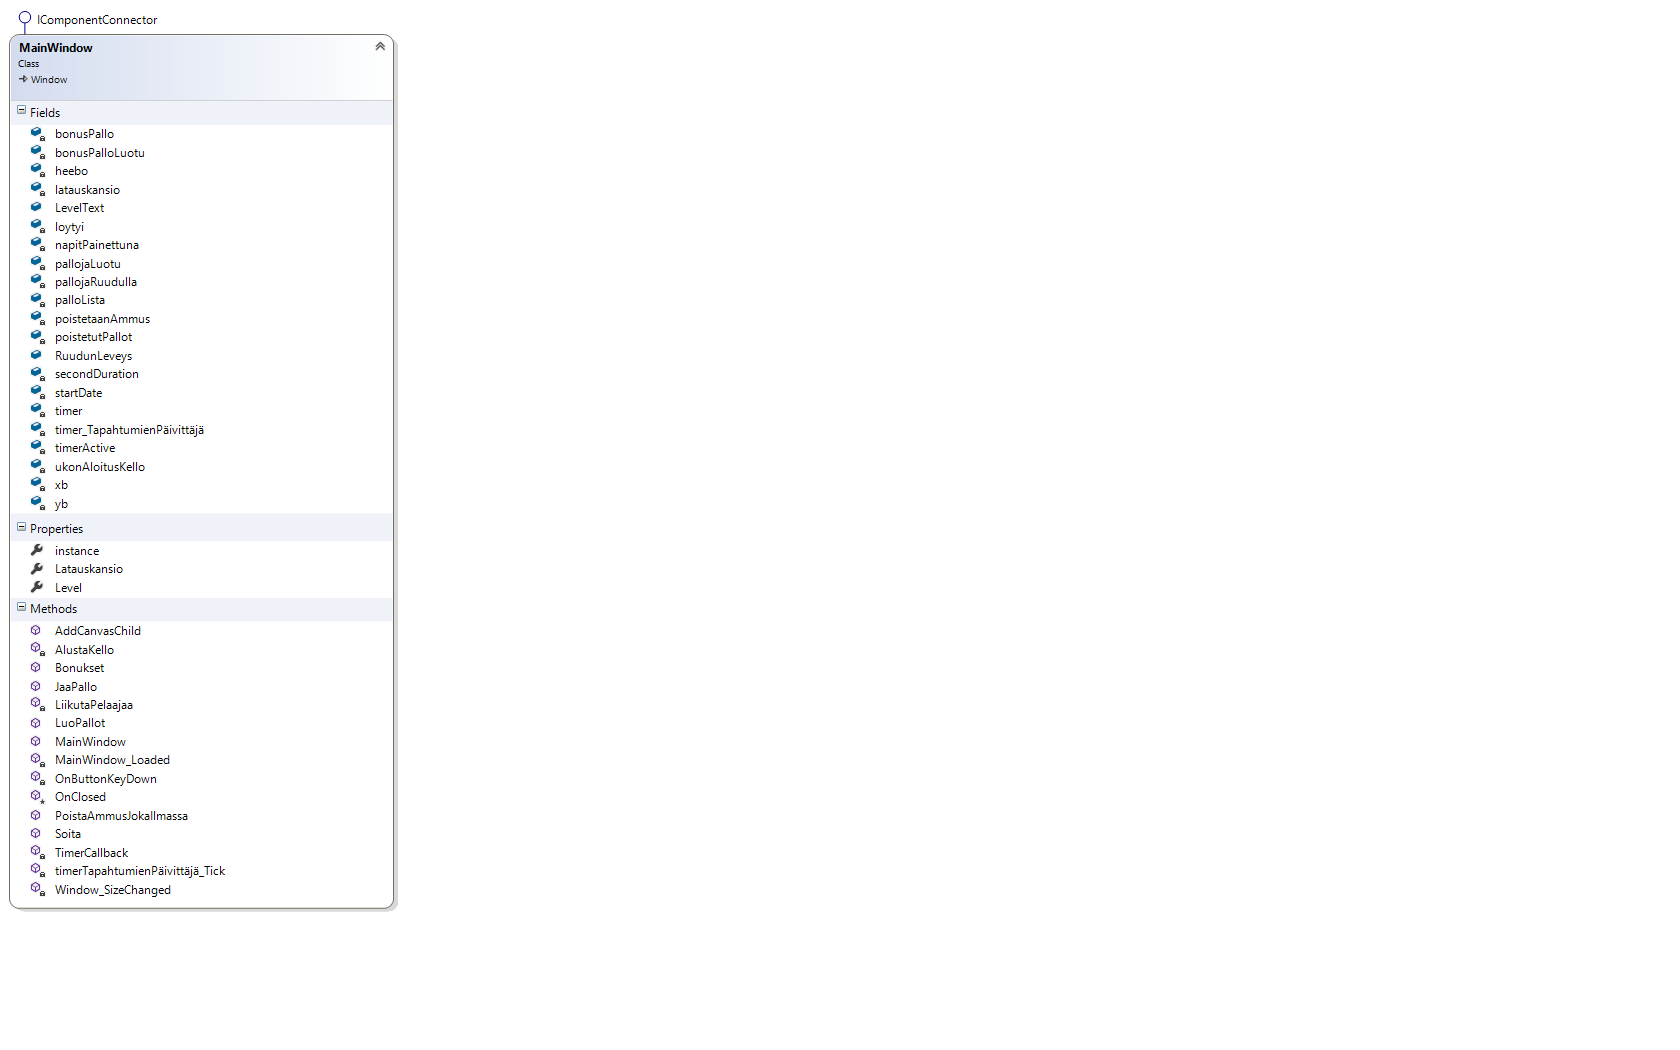 IComponentConnector
MainWindow
Class
Window
Fields
bonusPallo
bonusPalloLuotu
heebo
latauskansio
LevelText
loytyi
napitPainettuna
pallojaLuotu
pallojaRuudulla
palloLista
poistetaanAmmus
poistetutPallot
RuudunLeveys
secondDuration
startDate
timer
timer_TapahtumienPäivittäjä
timerActive
ukonAloitusKello
xb
yb
Properties
instance
Latauskansio
Level
Methods
AddCanvasChild
AlustaKello
Bonukset
JaaPallo
LiikutaPelaajaa
LuoPallot
MainWindow
MainWindow_Loaded
OnButtonKeyDown
OnClosed
PoistaAmmusJokaIlmassa
Soita
TimerCallback
timerTapahtumienPäivittäjä_Tick
Window_SizeChanged